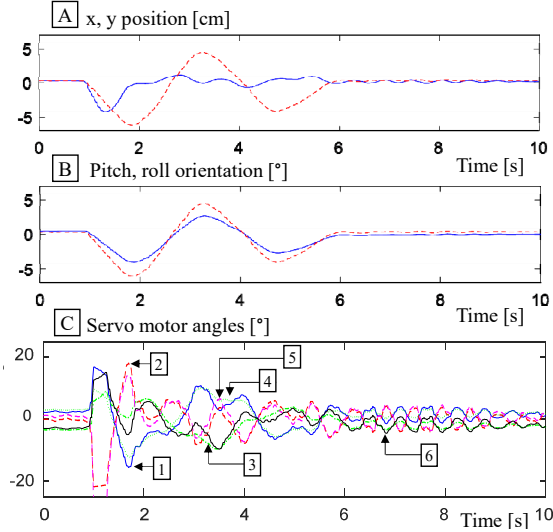 A x, y position [cm]
5
0
-5
0 2 4 6 8 10
Time [s]
B Pitch, roll orientation [°]
5
0
-5
0 2 4 6 8 10
Time [s]
C Servo motor angles [°]
20
0
-20
2
5
4
1
3
6
0 2 4 6 8 10
Time [s]